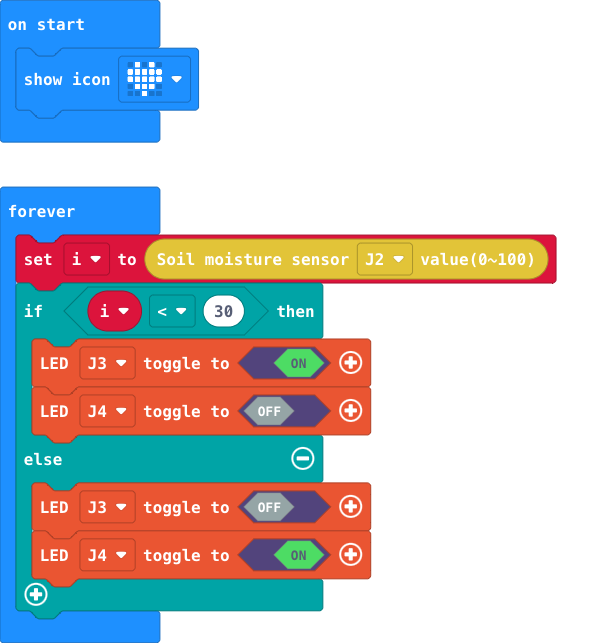 on start
show icon
forever
set i to Soil moisture sensor J2 value(0~100)
if i < 30 then
LED J3 toggle to ON
LED J4 toggle to OFF
else
LED J3 toggle to OFF
LED J4 toggle to ON